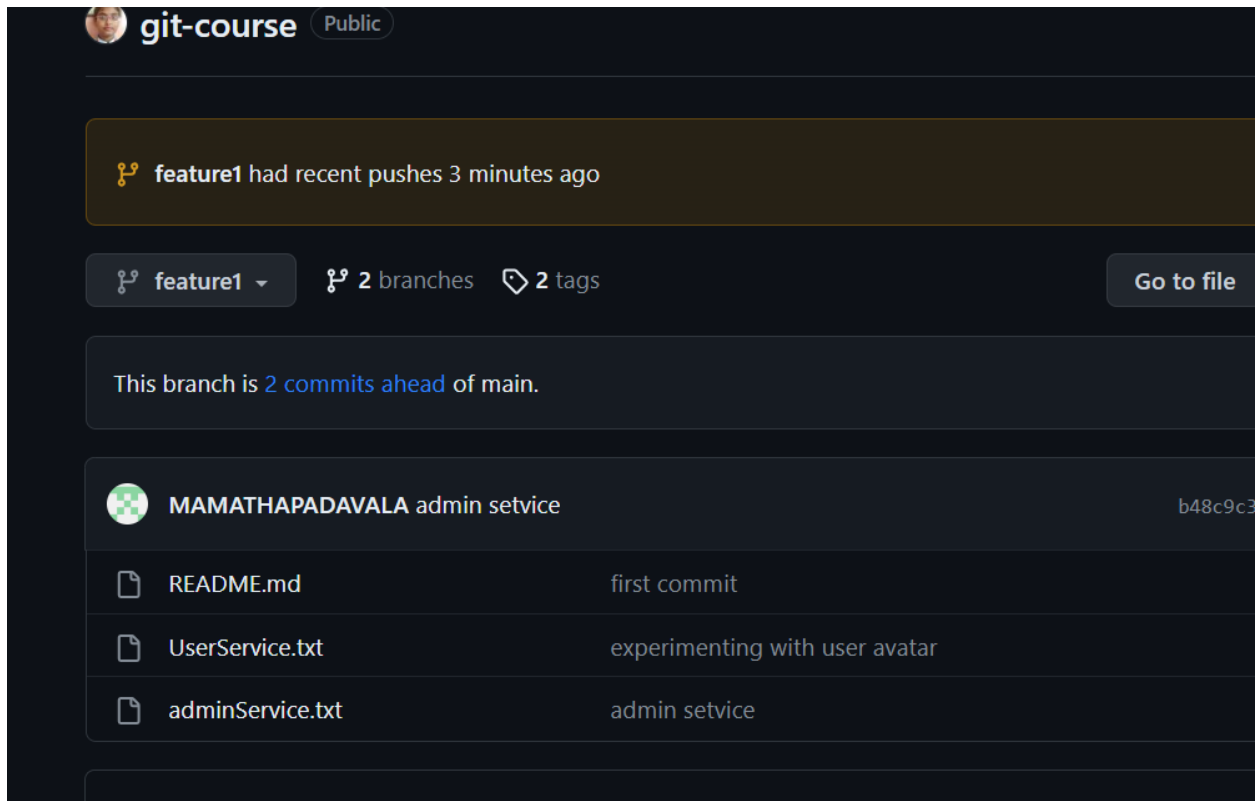 git-course Public
feature1 had recent pushes 3 minutes ago
feature1 2 branches 2 tags Go to file
This branch is 2 commits ahead of main.
MAMATHAPADAVALA admin setvice b48c9c3
README.md first commit
UserService.txt experimenting with user avatar
adminService.txt admin setvice